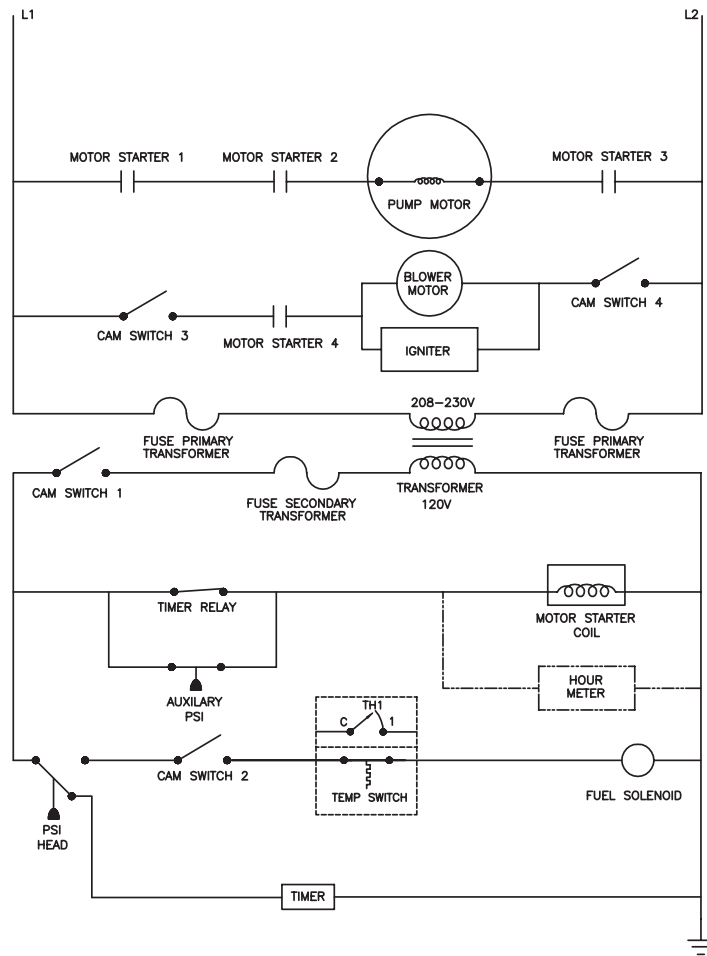 L1
L2
MOTOR STARTER 1
MOTOR STARTER 2
MOTOR STARTER 3
PUMP MOTOR
BLOWER
MOTOR
CAM SWITCH 4
CAM SWITCH 3
MOTOR STARTER 4
IGNITER
208-230V
FUSE PRIMARY
TRANSFORMER
FUSE PRIMARY
TRANSFORMER
CAM SWITCH 1
FUSE SECONDARY
TRANSFORMER
TRANSFORMER
120V
TIMER RELAY
MOTOR STARTER
COIL
AUXILARY
PSI
HOUR
METER
TH1
C
1
CAM SWITCH 2
TEMP SWITCH
FUEL SOLENOID
PSI
HEAD
TIMER